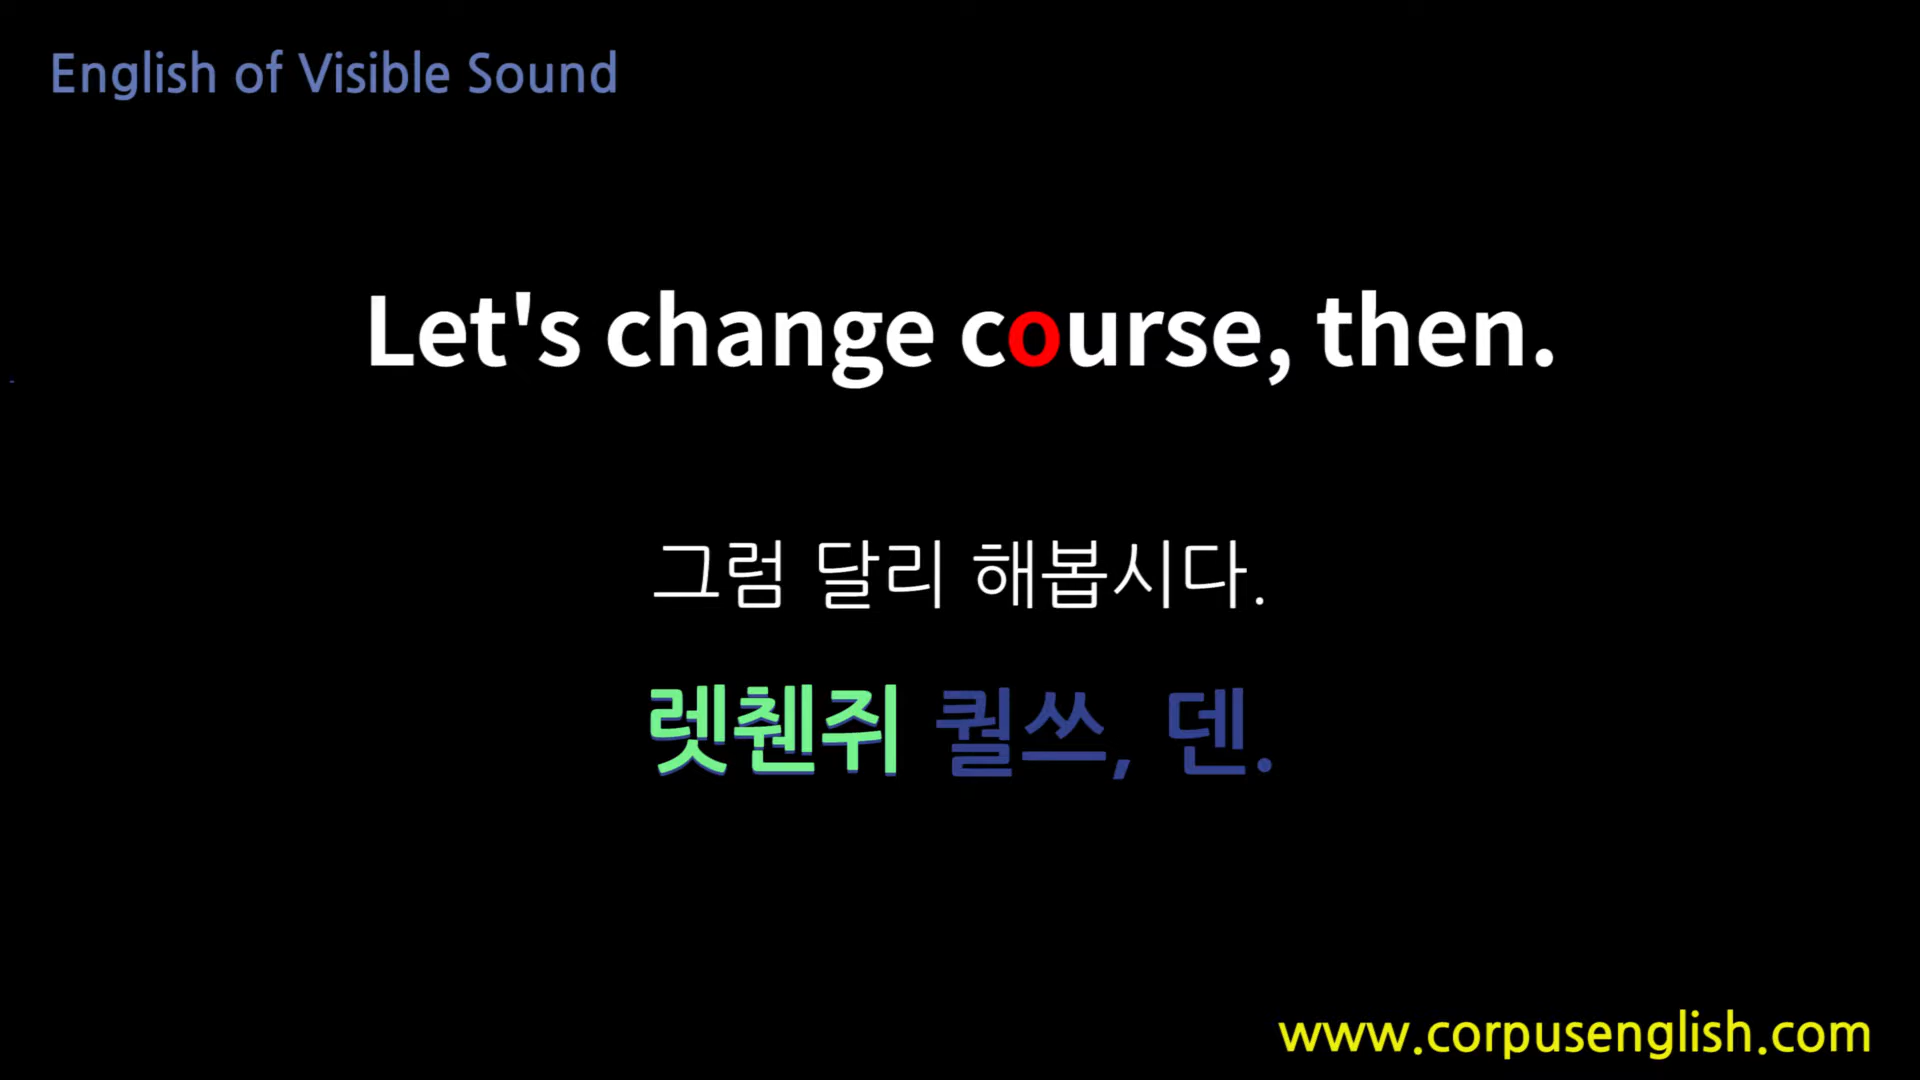 English of Visible Sound
Let's change course, then.
그럼 달리 해봅시다.
렛췐쥐 퀄쓰, 덴.
www.corpusenglish.com